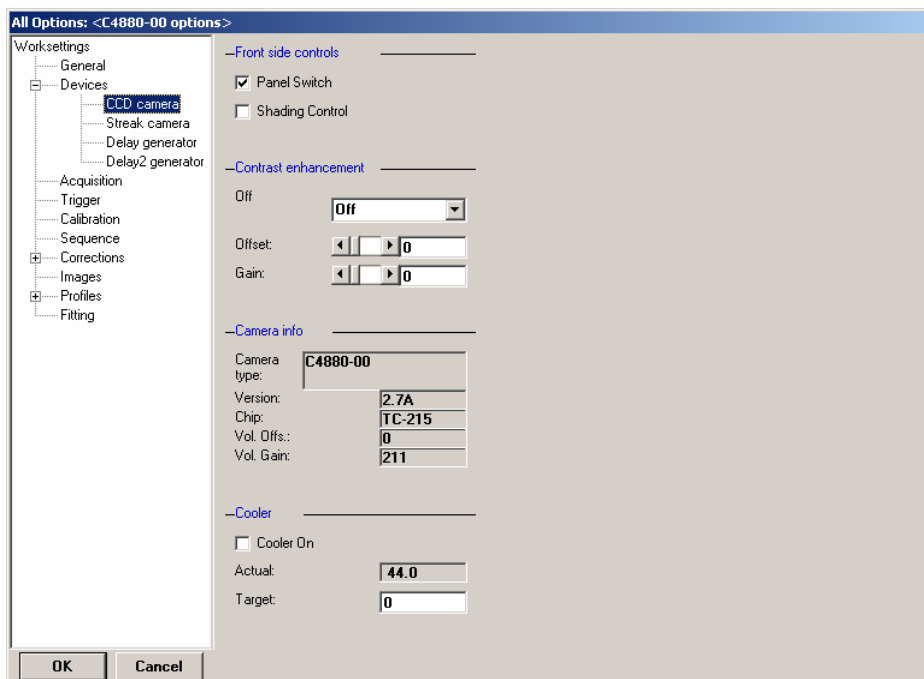 All Options: <C4880-00 options>
Worksettings
General
Devices
CCD camera
Streak camera
Delay generator
Delay2 generator
Acquisition
Trigger
Calibration
Sequence
Corrections
Images
Profiles
Fitting
Front side controls
Panel Switch
Shading Control
Contrast enhancement
Off
Off
Offset: 0
Gain: 0
Camera info
Camera type: C4880-00
Version: 2.7A
Chip: TC-215
Vol. Offs.: 0
Vol. Gain: 211
Cooler
Cooler On
Actual: 44.0
Target: 0
OK Cancel